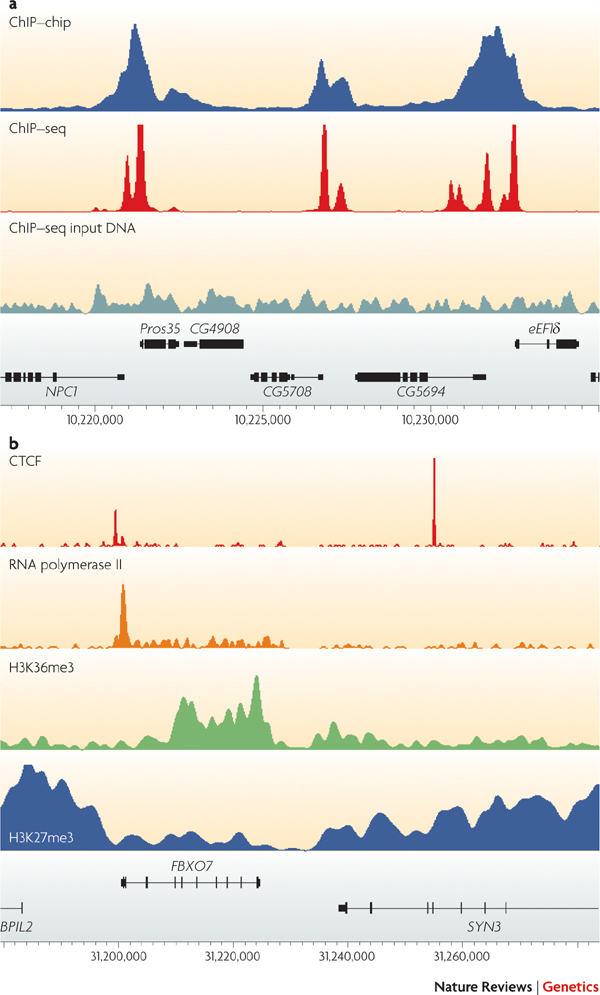 a
ChIP–chip
ChIP–seq
ChIP–seq input DNA
Pros35 CG4908 eEF1δ
NPC1 CG5708 CG5694
10,220,000 10,225,000 10,230,000
b
CTCF
RNA polymerase II
H3K36me3
H3K27me3
FBXO7
BPIL2 SYN3
31,200,000 31,220,000 31,240,000 31,260,000
Nature Reviews | Genetics